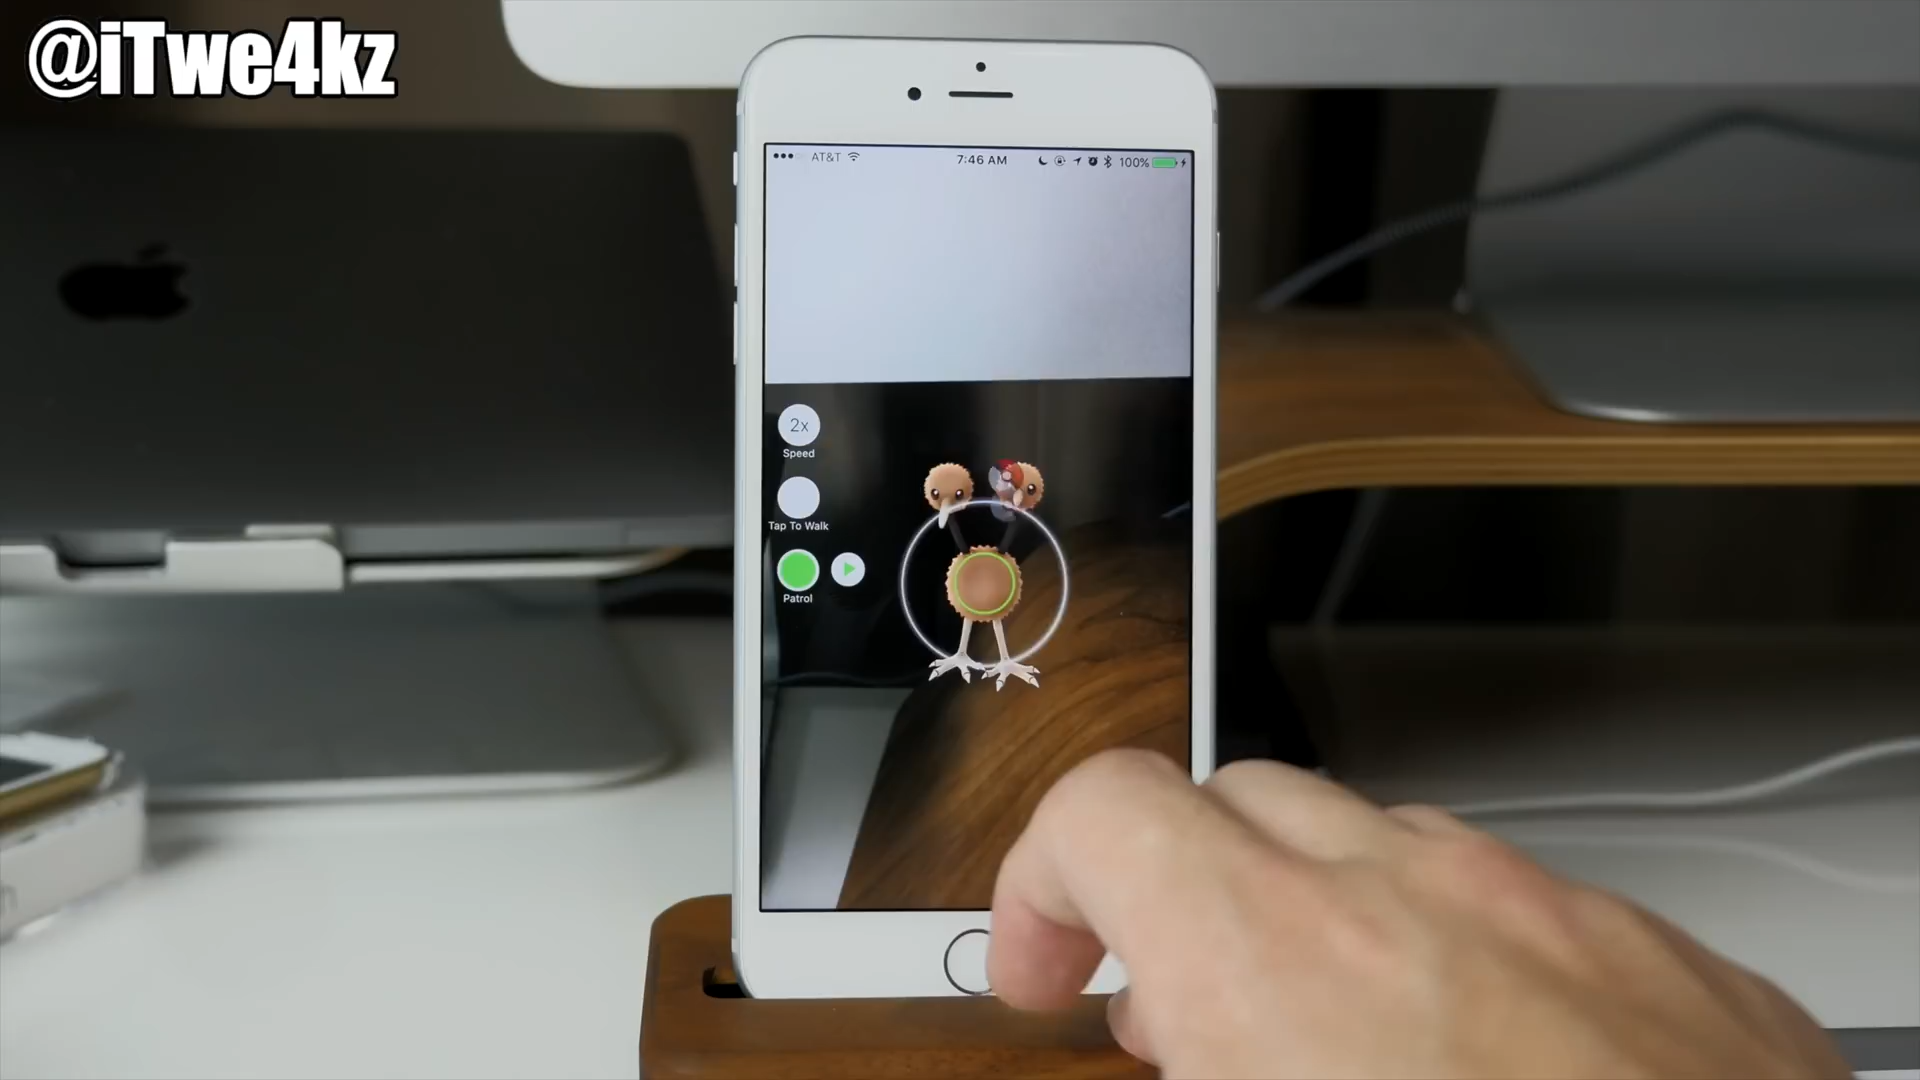 @iTwe4kz
AT&T
7:46 AM
100%
2x
Speed
Tap To Walk
Patrol